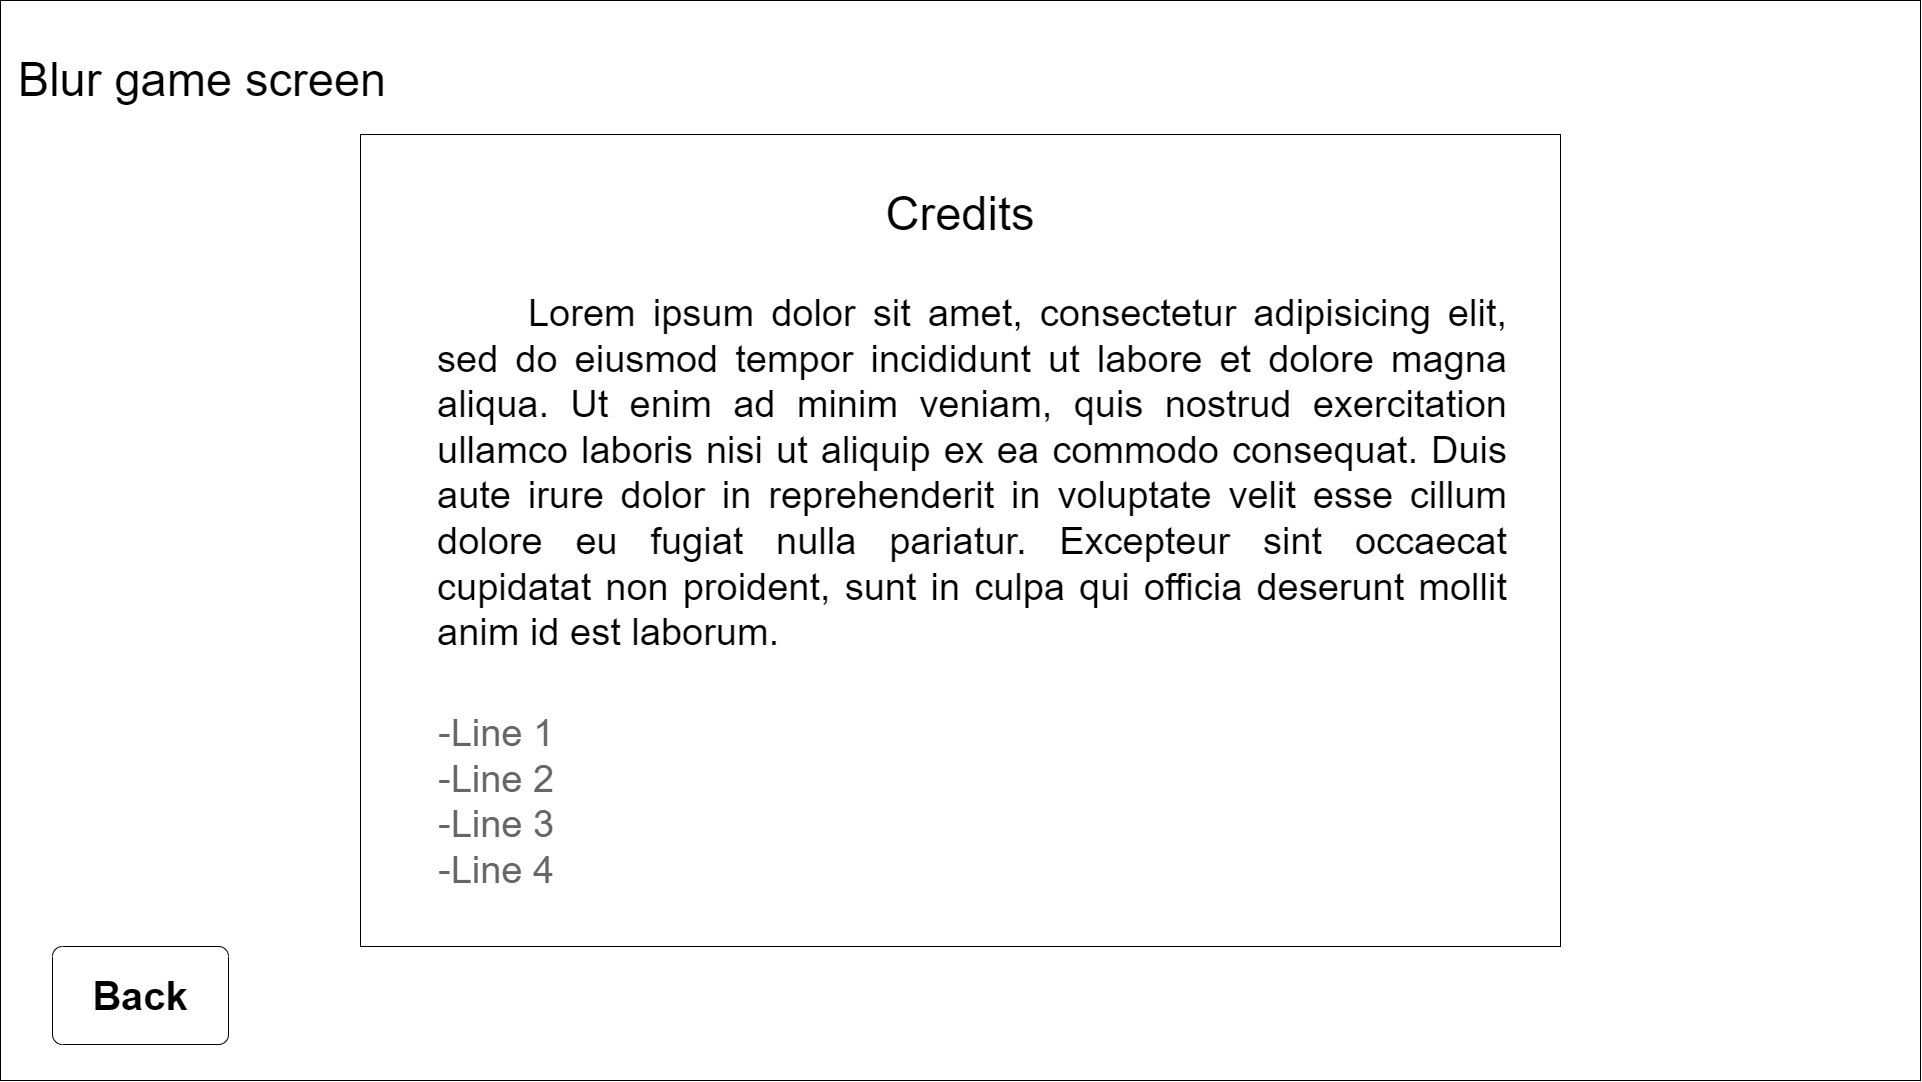 Blur game screen
Credits
Lorem ipsum dolor sit amet, consectetur adipisicing elit,
sed do eiusmod tempor incididunt ut labore et dolore magna
aliqua. Ut enim ad minim veniam, quis nostrud exercitation
ullamco laboris nisi ut aliquip ex ea commodo consequat. Duis
aute irure dolor in reprehenderit in voluptate velit esse cillum
dolore eu fugiat nulla pariatur. Excepteur sint occaecat
cupidatat non proident, sunt in culpa qui officia deserunt mollit
anim id est laborum.
-Line 1
-Line 2
-Line 3
-Line 4
Back